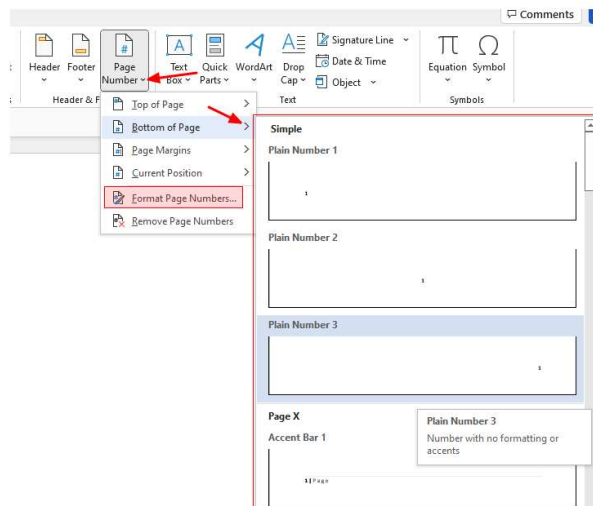 Comments
Header Footer Page Number
Text Box
Quick Parts
WordArt
Drop Cap
Signature Line
Date & Time
Object
Equation Symbol
Header & F
Text
Symbols
Top of Page
Bottom of Page
Page Margins
Current Position
Format Page Numbers...
Remove Page Numbers
Simple
Plain Number 1
1
Plain Number 2
1
Plain Number 3
1
Page X
Accent Bar 1
1 | Page
Plain Number 3
Number with no formatting or
accents